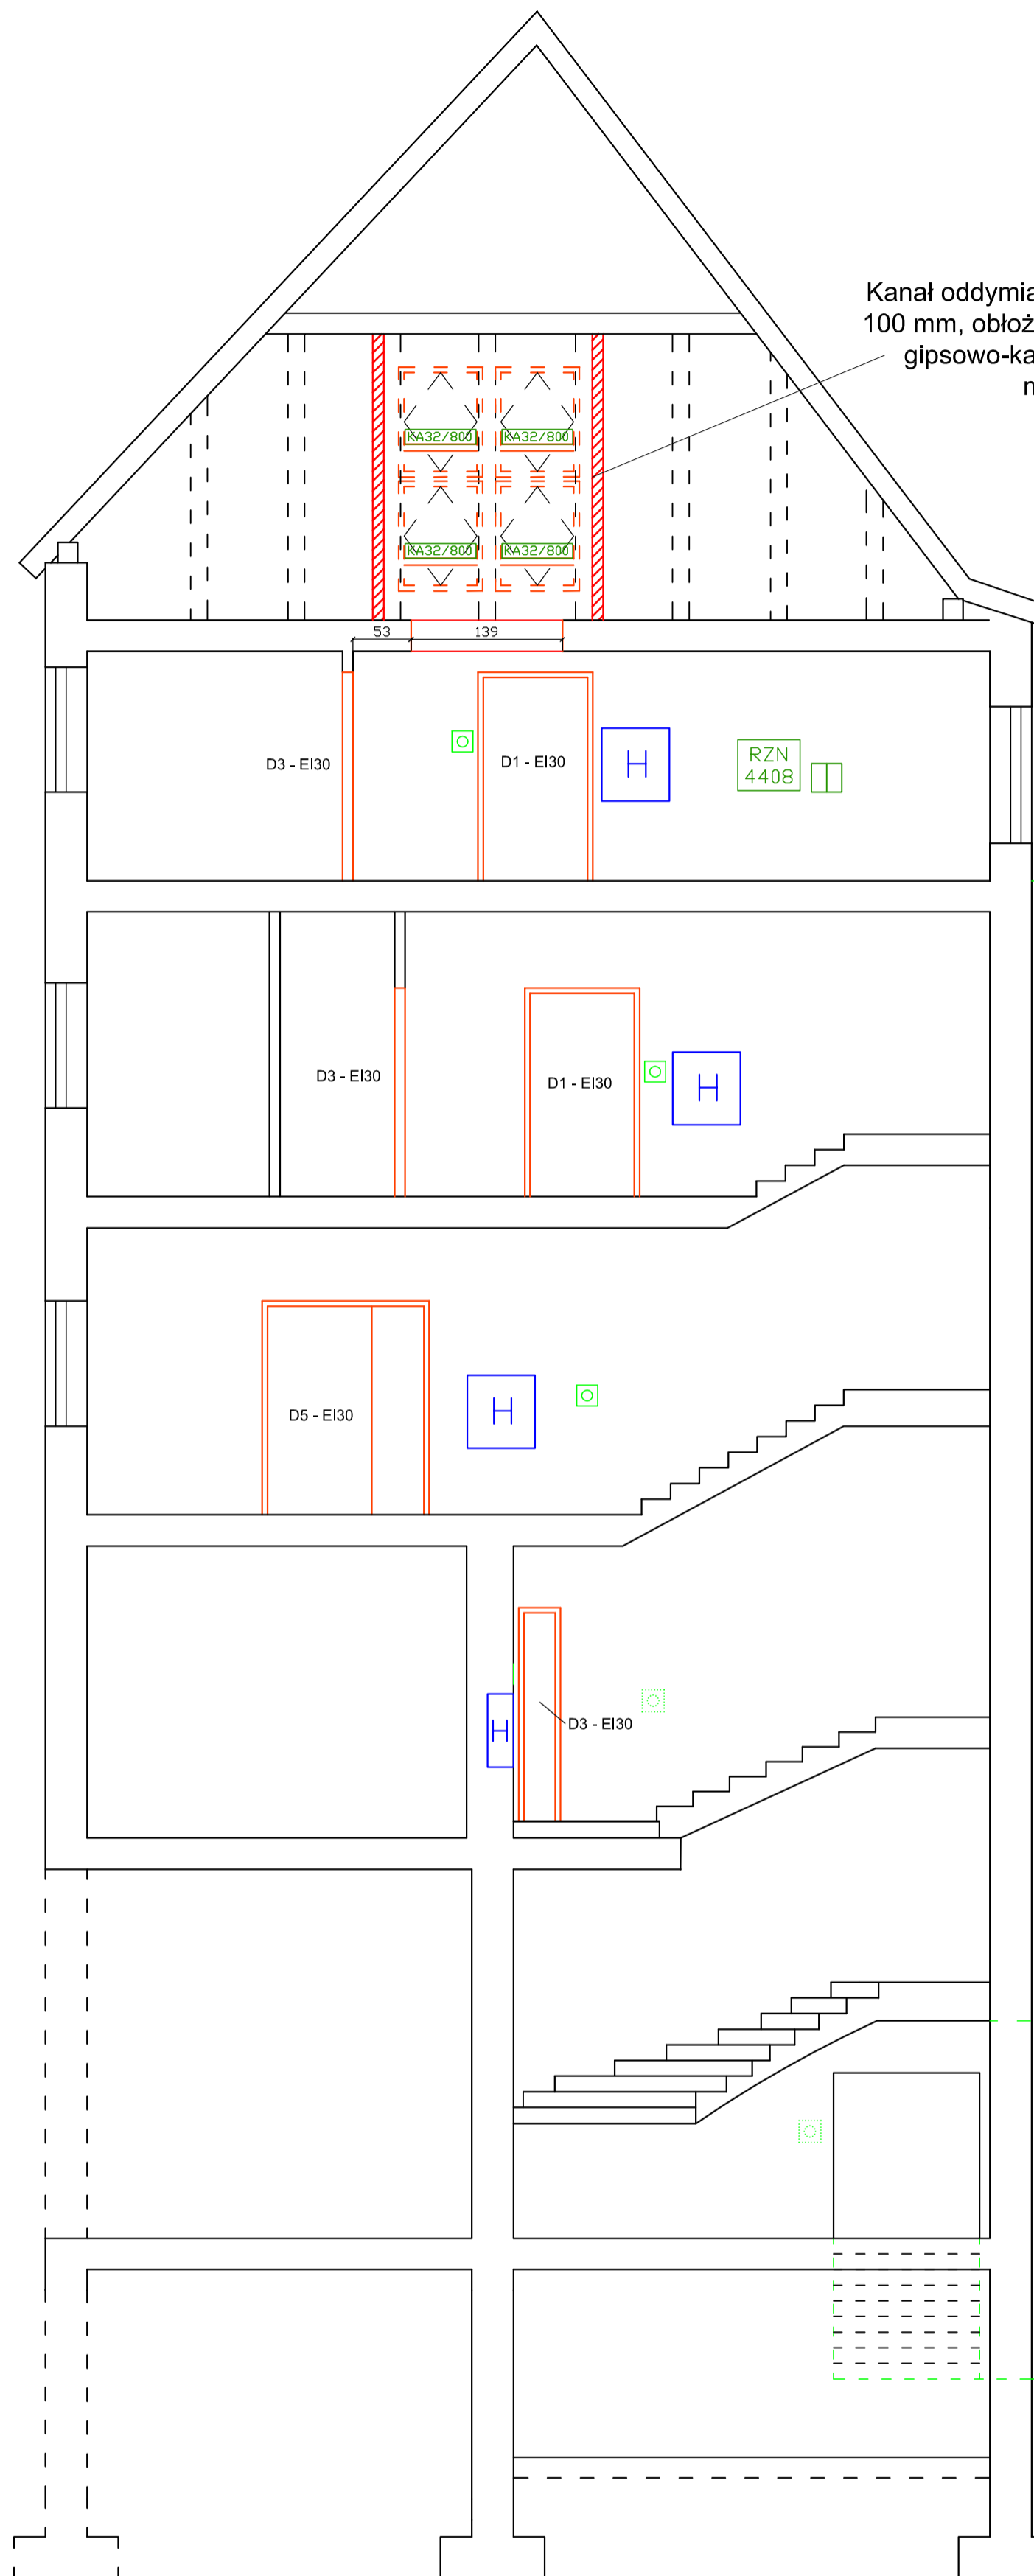 Kanał oddymia
100 mm, obłoż
gipsowo-ka
KA32/800 KA32/800
KA32/800 KA32/800
53 139
D3 - EI30
D1 - EI30
H
RZN
4408
D3 - EI30
D1 - EI30
H
D5 - EI30
H
H
D3 - EI30